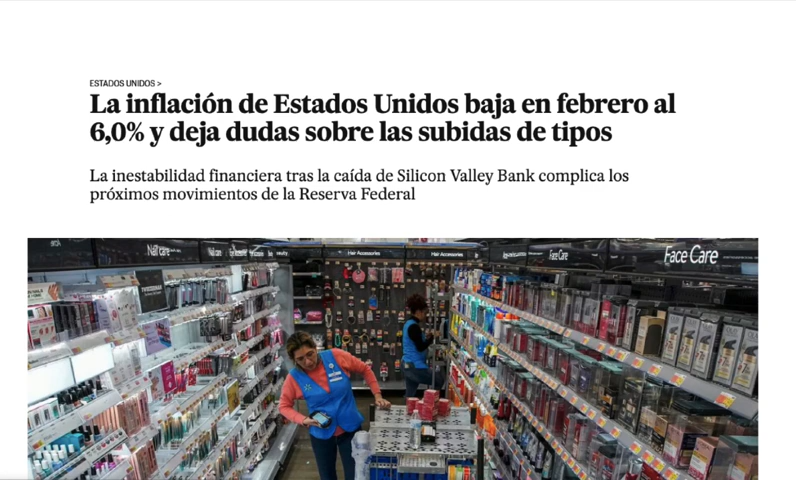 ESTADOS UNIDOS >
La inflación de Estados Unidos baja en febrero al
6,0% y deja dudas sobre las subidas de tipos
La inestabilidad financiera tras la caída de Silicon Valley Bank complica los
próximos movimientos de la Reserva Federal
Nail care
Hair Accessories
Hair Accessories
Face Care
Face Care